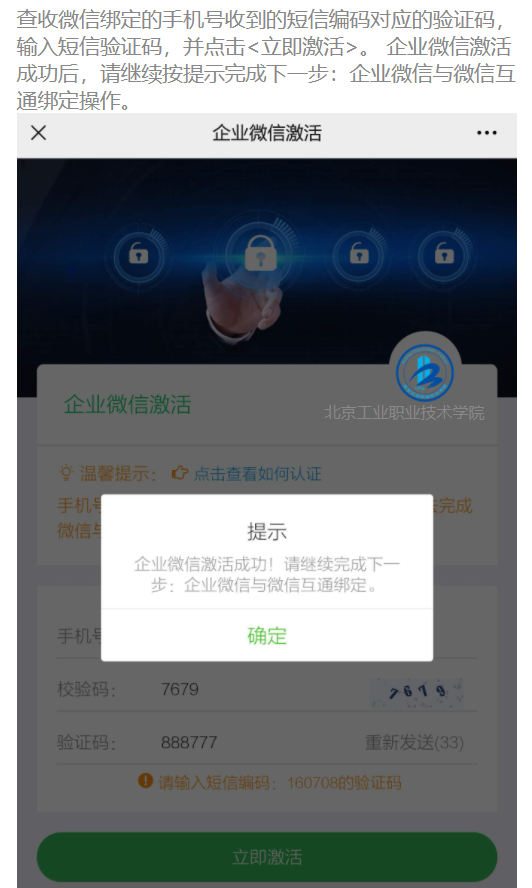 查收微信绑定的手机号收到的短信编码对应的验证码，
输入短信验证码，并点击<立即激活>。 企业微信激活
成功后，请继续按提示完成下一步：企业微信与微信互
通绑定操作。
企业微信激活
企业微信激活
北京工业职业技术学院
温馨提示： 点击查看如何认证
手机号 完成
微信与
提示
企业微信激活成功！请继续完成下一
步：企业微信与微信互通绑定。
确定
手机号
校验码： 7679 7679
验证码： 888777 重新发送(33)
请输入短信编码：160708的验证码
立即激活